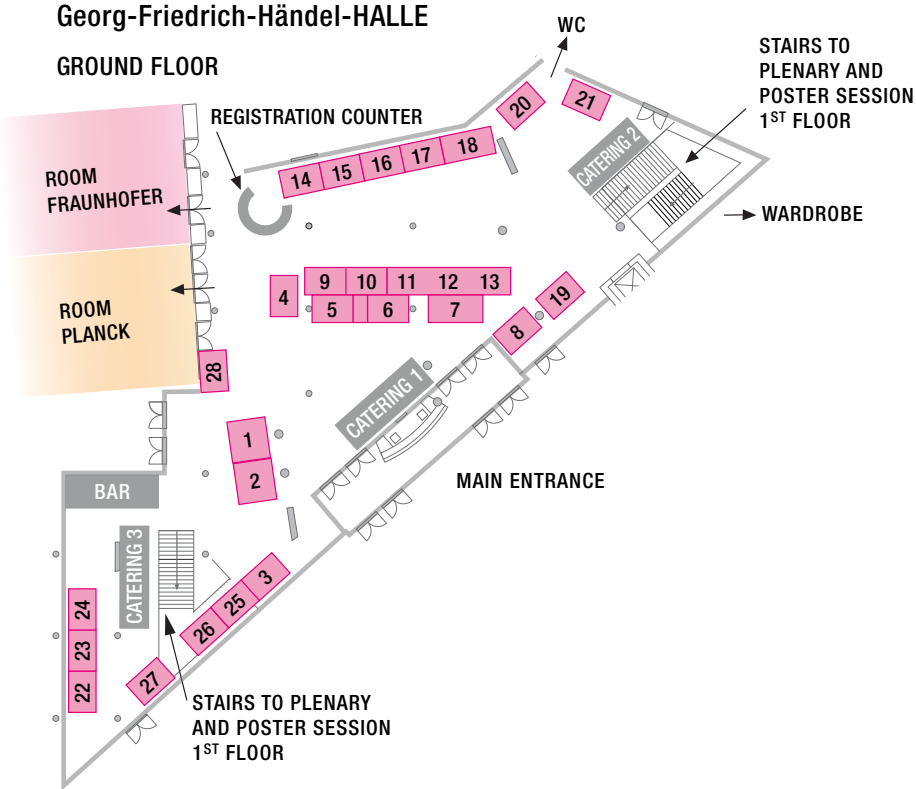 Georg-Friedrich-Händel-HALLE
GROUND FLOOR
WC
STAIRS TO
PLENARY AND
POSTER SESSION
1ST FLOOR
REGISTRATION COUNTER
20
21
CATERING 2
14
15
16
17
18
ROOM
FRAUNHOFER
WARDROBE
ROOM
PLANCK
4
9
10
11
12
13
5
6
7
8
19
28
CATERING 1
1
2
MAIN ENTRANCE
BAR
CATERING 3
3
25
26
27
24
23
22
STAIRS TO PLENARY
AND POSTER SESSION
1ST FLOOR